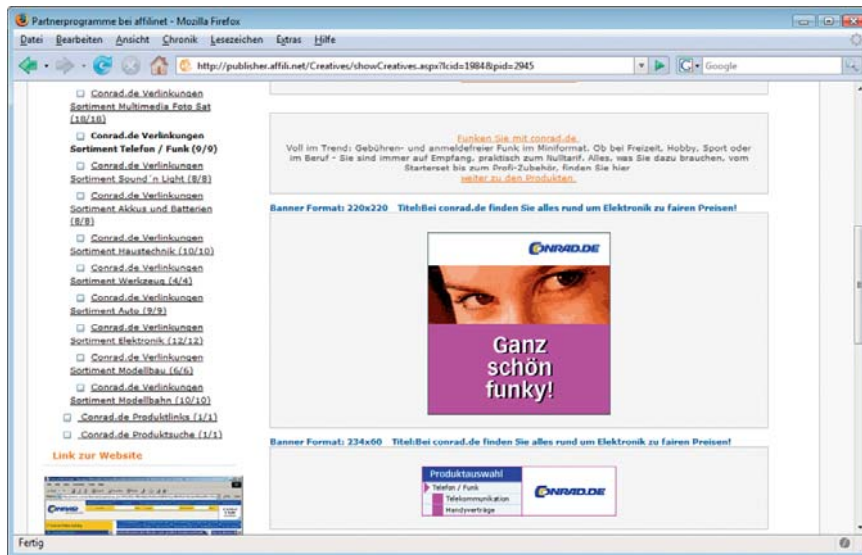 Partnerprogramme bei affilinet - Mozilla Firefox
Datei Bearbeiten Ansicht Chronik Lesezeichen Extras Hilfe
http://publisher.affili.net/Creatives/showCreatives.aspx?lcid=1984&pid=2945
Google
Conrad.de Verlinkungen
Sortiment Multimedia Foto Sat
(18/18)
Conrad.de Verlinkungen
Sortiment Telefon / Funk (9/9)
Conrad.de Verlinkungen
Sortiment Sound´n Light (8/8)
Conrad.de Verlinkungen
Sortiment Akkus und Batterien
(8/8)
Conrad.de Verlinkungen
Sortiment Haustechnik (10/10)
Conrad.de Verlinkungen
Sortiment Werkzeug (4/4)
Conrad.de Verlinkungen
Sortiment Auto (9/9)
Conrad.de Verlinkungen
Sortiment Elektronik (12/12)
Conrad.de Verlinkungen
Sortiment Modellbau (6/6)
Conrad.de Verlinkungen
Sortiment Modellbahn (10/10)
Conrad.de Produktlinks (1/1)
Conrad.de Produktsuche (1/1)
Link zur Website
CONRAD
Funken Sie mit conrad.de.
Voll im Trend: Gebühren- und anmeldefreier Funk im Miniformat. Ob bei Freizeit, Hobby, Sport oder
im Beruf - Sie sind immer auf Empfang, praktisch zum Nulltarif. Alles, was Sie dazu brauchen, vom
Starterset bis zum Profi-Zubehör, finden Sie hier
weiter zu den Produkten.
Banner Format: 220x220 Titel:Bei conrad.de finden Sie alles rund um Elektronik zu fairen Preisen!
CONRAD.DE
Ganz
schön
funky!
Banner Format: 234x60 Titel:Bei conrad.de finden Sie alles rund um Elektronik zu fairen Preisen!
Produktauswahl
Telefon / Funk
Telekommunikation
Handyverträge
CONRAD.DE
Fertig